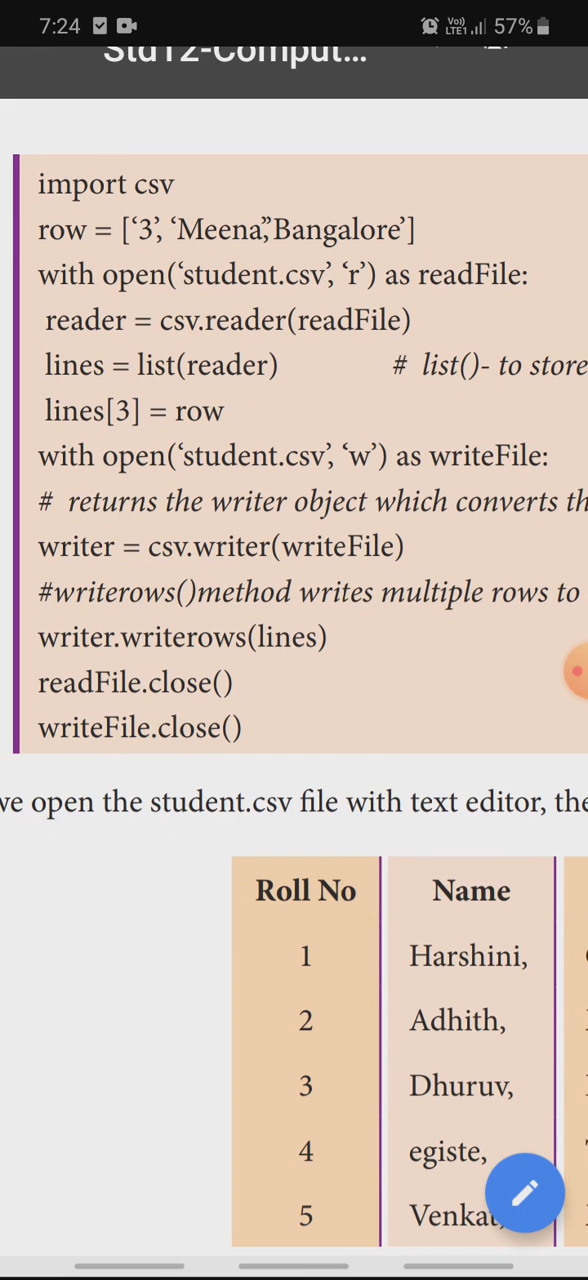 7:24 Vo) LTE1 57%
Std12-Comput...
import csv
row = [‘3’, ‘Meena’,’Bangalore’]
with open(‘student.csv’, ‘r’) as readFile:
reader = csv.reader(readFile)
lines = list(reader) # list()- to store
lines[3] = row
with open(‘student.csv’, ‘w’) as writeFile:
# returns the writer object which converts th
writer = csv.writer(writeFile)
#writerows()method writes multiple rows to
writer.writerows(lines)
readFile.close()
writeFile.close()
we open the student.csv file with text editor, the
Roll No Name
1 Harshini,
2 Adhith,
3 Dhuruv,
4 egiste,
5 Venkat,